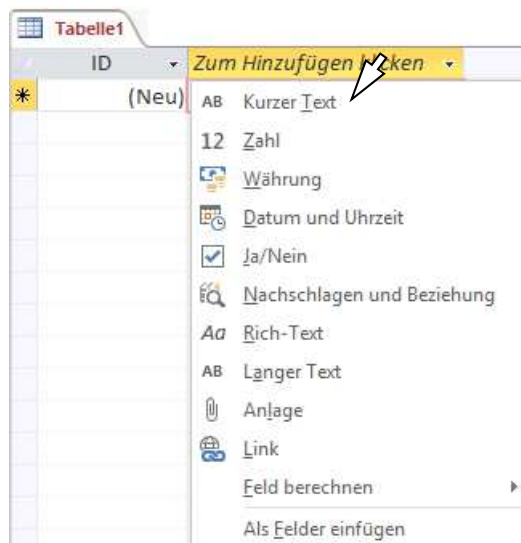 Tabelle1
ID Zum Hinzufügen klicken
(Neu)
AB Kurzer Text
12 Zahl
Währung
Datum und Uhrzeit
Ja/Nein
Nachschlagen und Beziehung
Aa Rich-Text
AB Langer Text
Anlage
Link
Feld berechnen
Als Felder einfügen